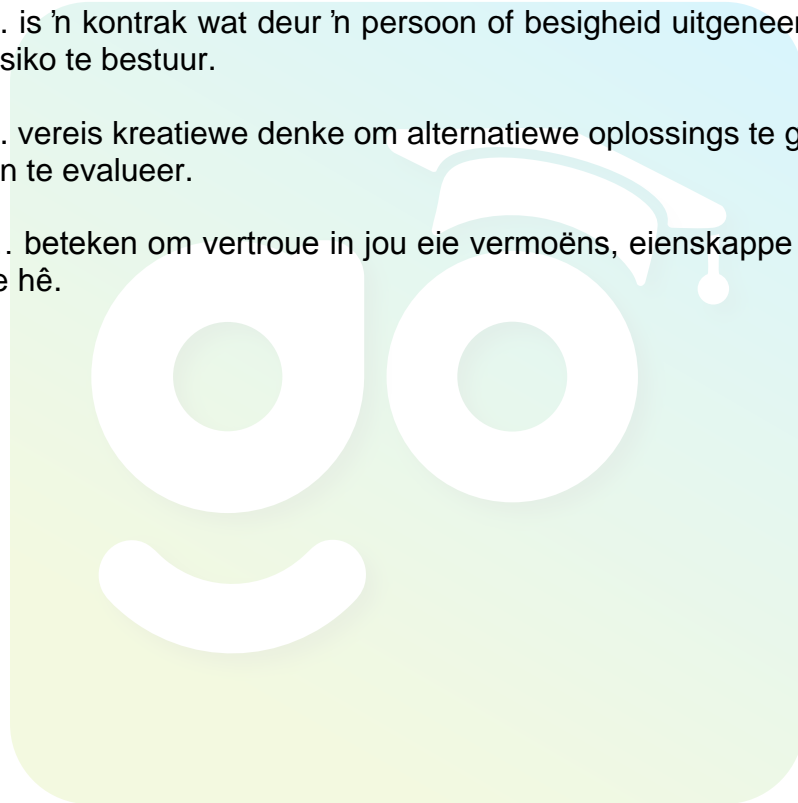 . is ’n kontrak wat deur ’n persoon of besigheid
siko te bestuur.
. vereis kreatiewe denke om alternatiewe oplossings te
n te evalueer.
. beteken om vertroue in jou eie vermoëns, eienskappe
e hê.
go